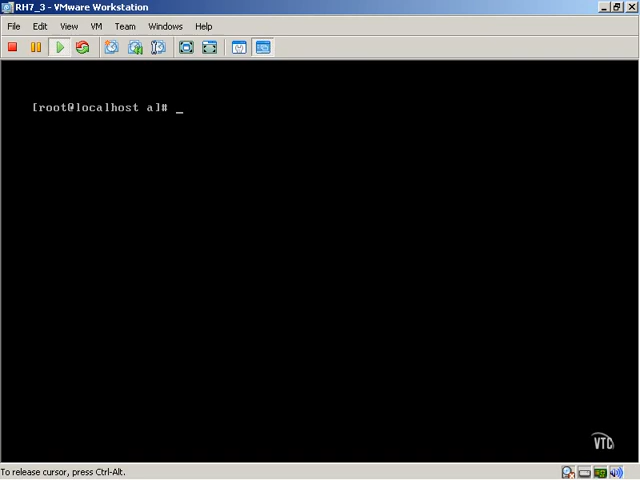 RH7_3 - VMware Workstation
File Edit View VM Team Windows Help
[root@localhost a]# _
VTC
To release cursor, press Ctrl-Alt.